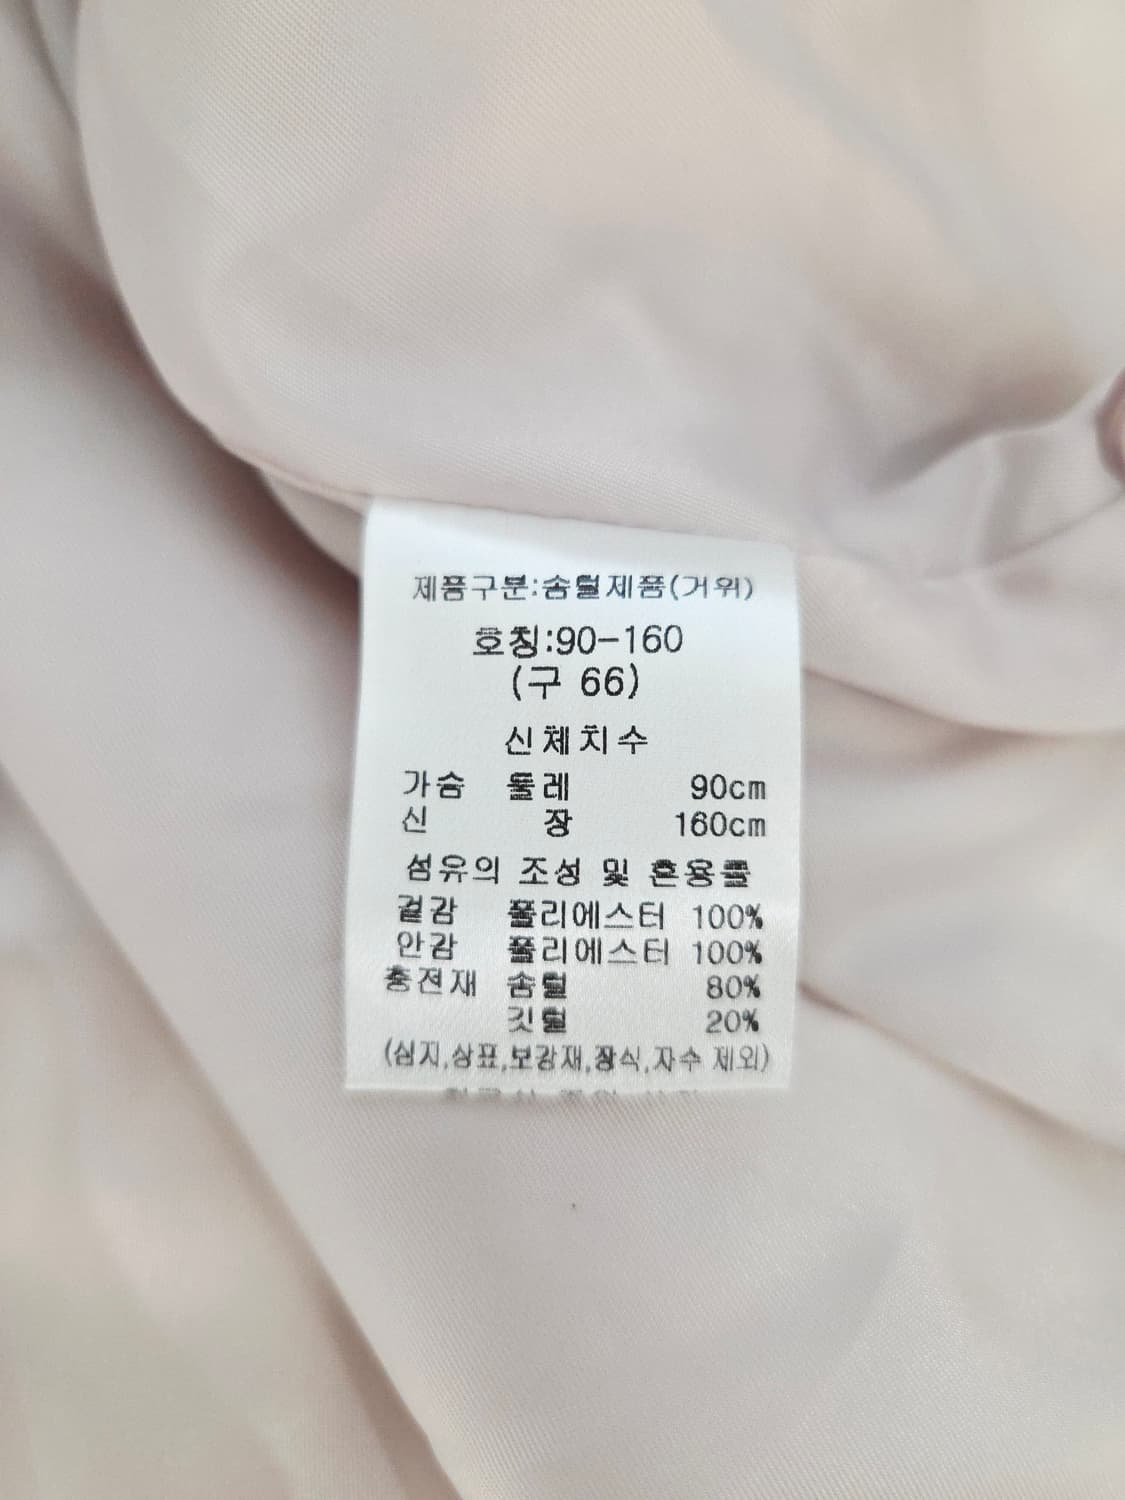 제품구분:솜털제품(거위)
호칭:90-160
(구 66)
신체치수
가슴 둘레 90cm
신 장 160cm
섬유의 조성 및 혼용률
겉감 폴리에스터 100%
안감 폴리에스터 100%
충전재 솜털 80%
깃털 20%
(심지,상표,보강재,장식,자수 제외)